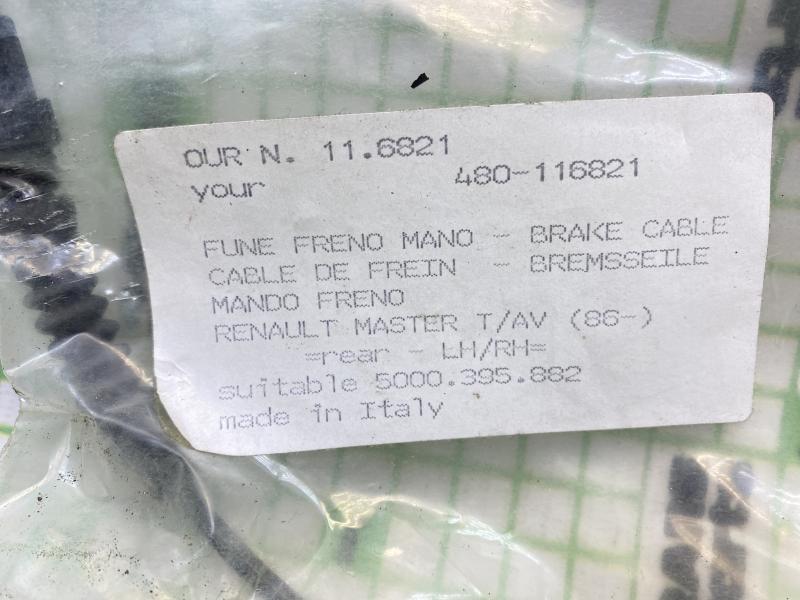 OUR N. 11.6821
your 480-116821
FUNE FRENO MANO - BRAKE CABLE
CABLE DE FREIN - BREMSSEILE
MANDO FRENO
RENAULT MASTER T/AV (86-)
=rear - LH/RH=
suitable 5000.395.882
made in Italy